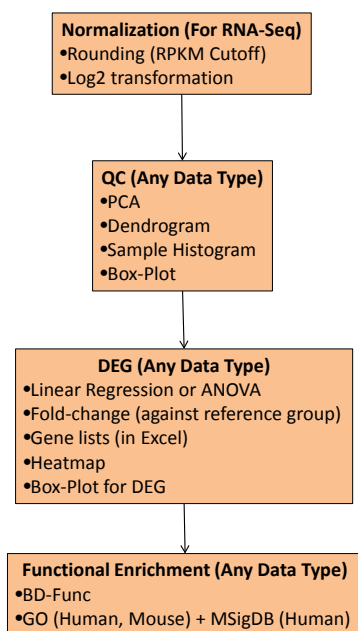 Normalization (For RNA-Seq)
•Rounding (RPKM Cutoff)
•Log2 transformation
QC (Any Data Type)
•PCA
•Dendrogram
•Sample Histogram
•Box-Plot
DEG (Any Data Type)
•Linear Regression or ANOVA
•Fold-change (against reference group)
•Gene lists (in Excel)
•Heatmap
•Box-Plot for DEG
Functional Enrichment (Any Data Type)
•BD-Func
•GO (Human, Mouse) + MSigDB (Human)